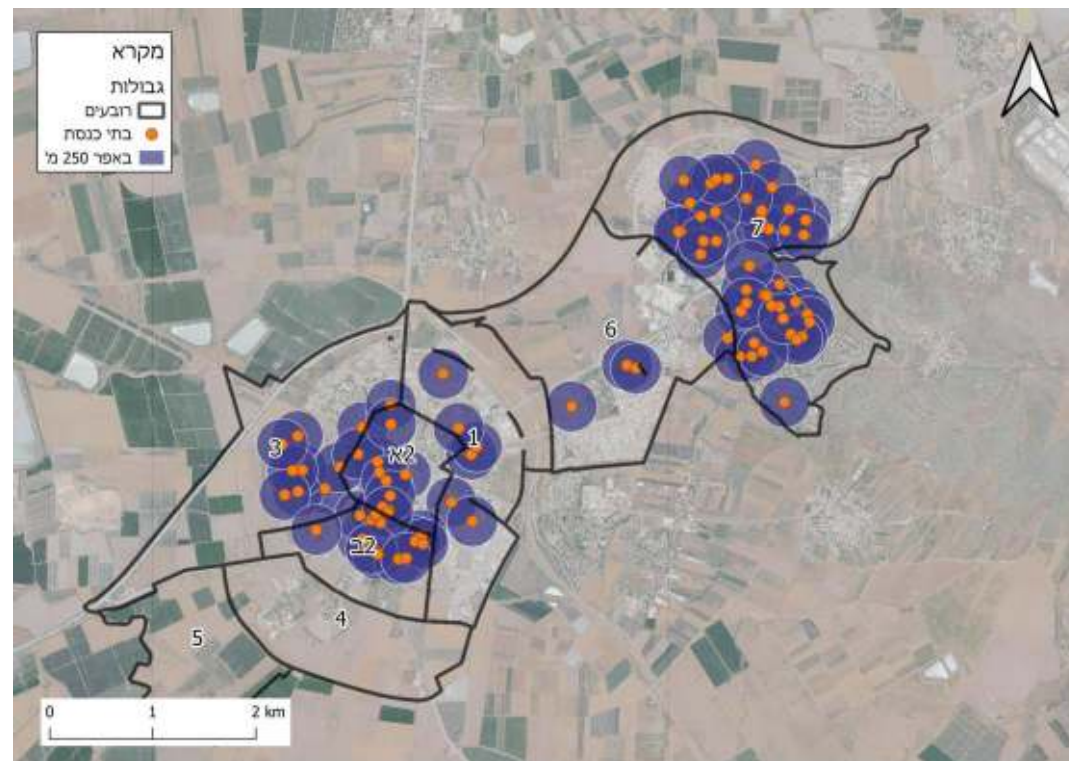 מקרא
גבולות
רובעים
בתי כנסת
באפר 250 מ'
7
6
1
2א
3
2ב
4
5
0 1 2 km